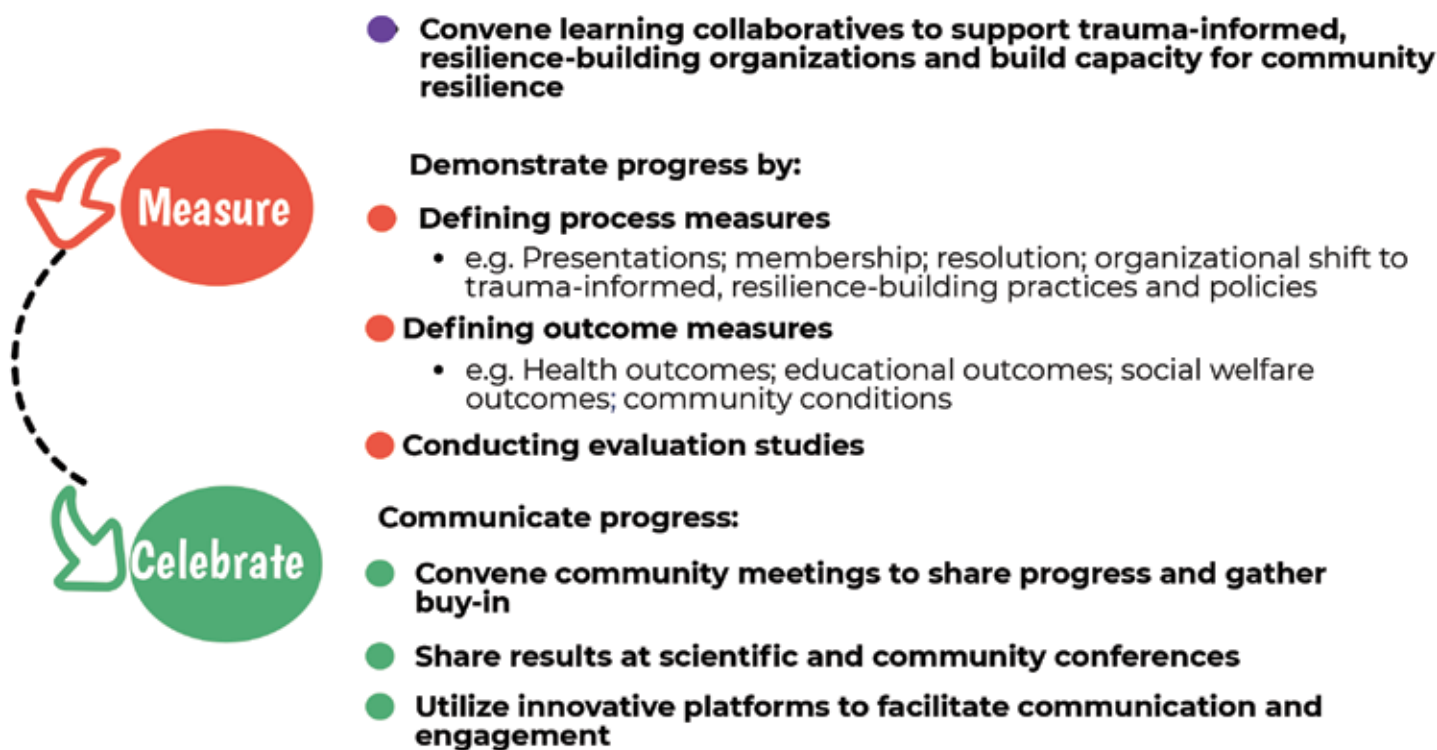 Convene learning collaboratives to support trauma-informed,
resilience-building organizations and build capacity for community
resilience
Measure
Demonstrate progress by:
Defining process measures
• e.g. Presentations; membership; resolution; organizational shift to
trauma-informed, resilience-building practices and policies
Defining outcome measures
• e.g. Health outcomes; educational outcomes; social welfare
outcomes; community conditions
Conducting evaluation studies
Celebrate
Communicate progress:
Convene community meetings to share progress and gather
buy-in
Share results at scientific and community conferences
Utilize innovative platforms to facilitate communication and
engagement